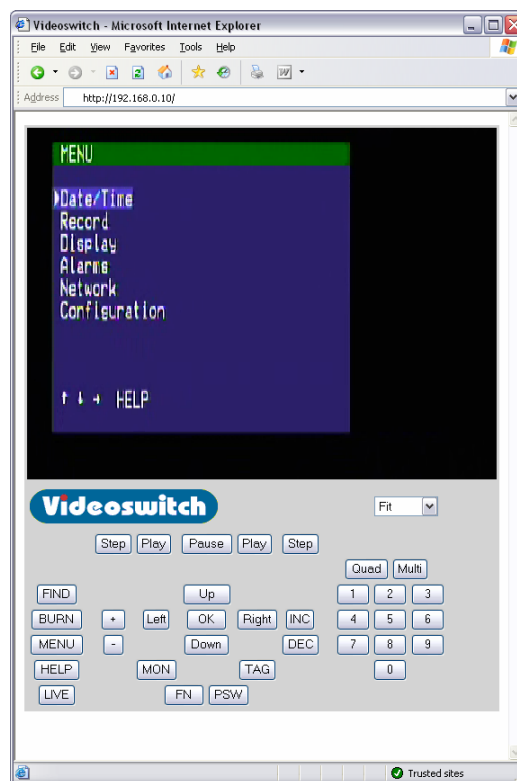 Videoswitch - Microsoft Internet Explorer
File Edit View Favorites Tools Help
Address http://192.168.0.10/
MENU
Date/Time
Record
Display
Alarms
Network
Configuration
HELP
Videoswitch
Fit
Step Play Pause Play Step
Quad Multi
FIND Up 1 2 3
BURN + Left OK Right INC 4 5 6
MENU - Down DEC 7 8 9
HELP MON TAG 0
LIVE FN PSW
Trusted sites